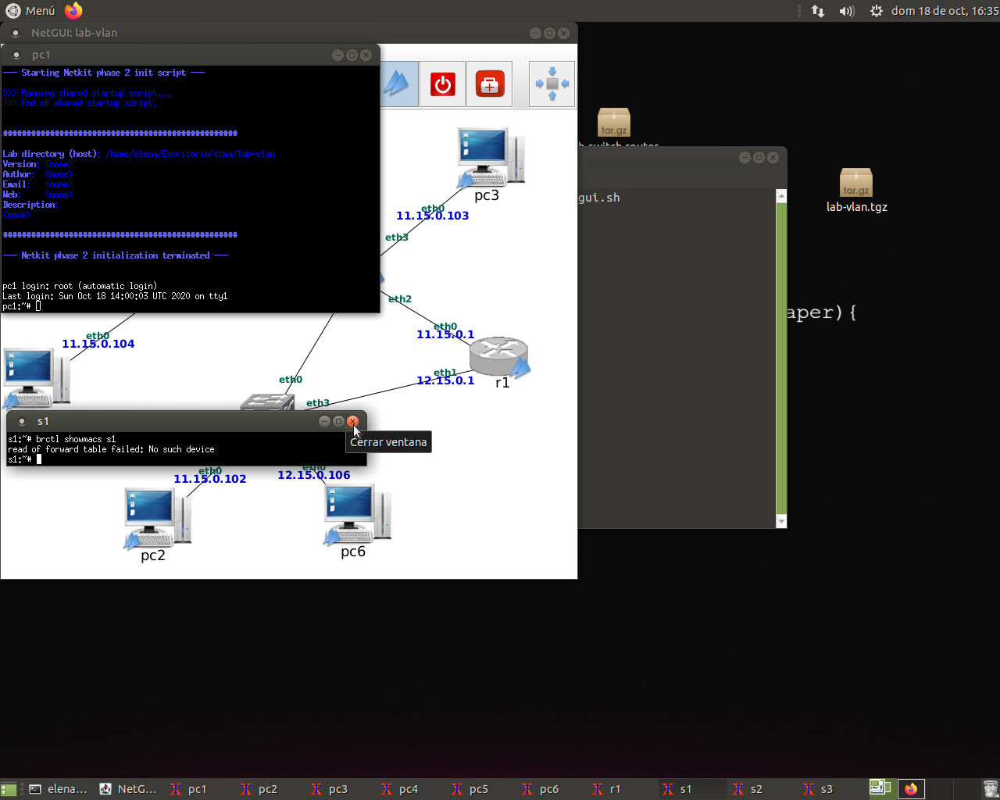 Menú
dom 18 de oct, 16:35
NetGUI: lab-vlan
pc1
--- Starting Netkit phase 2 init script ---
>>> Running shared startup script...
>>> End of shared startup script.
Lab directory (host): /home/elena/Escritorio/etma/lab-vlan
Version: <none>
Author: <none>
Email: <none>
Web: <none>
Description:
<none>
--- Netkit phase 2 initialization terminated ---
pc1 login: root (automatic login)
Last login: Sun Oct 18 14:00:03 UTC 2020 on tty1
pc1:~#
tar.gz
tar.gz
lab-vlan.tgz
gui.sh
aper){
pc3
eth0
11.15.0.103
eth3
eth2
eth0
11.15.0.1
eth0
11.15.0.104
eth1
12.15.0.1
r1
eth0
eth3
s1
s1:~# brctl showmacs s1
read of forward table failed: No such device
s1:~#
Cerrar ventana
eth0
11.15.0.102
eth0
12.15.0.106
pc2
pc6
elena...
NetG...
pc1
pc2
pc3
pc4
pc5
pc6
r1
s1
s2
s3